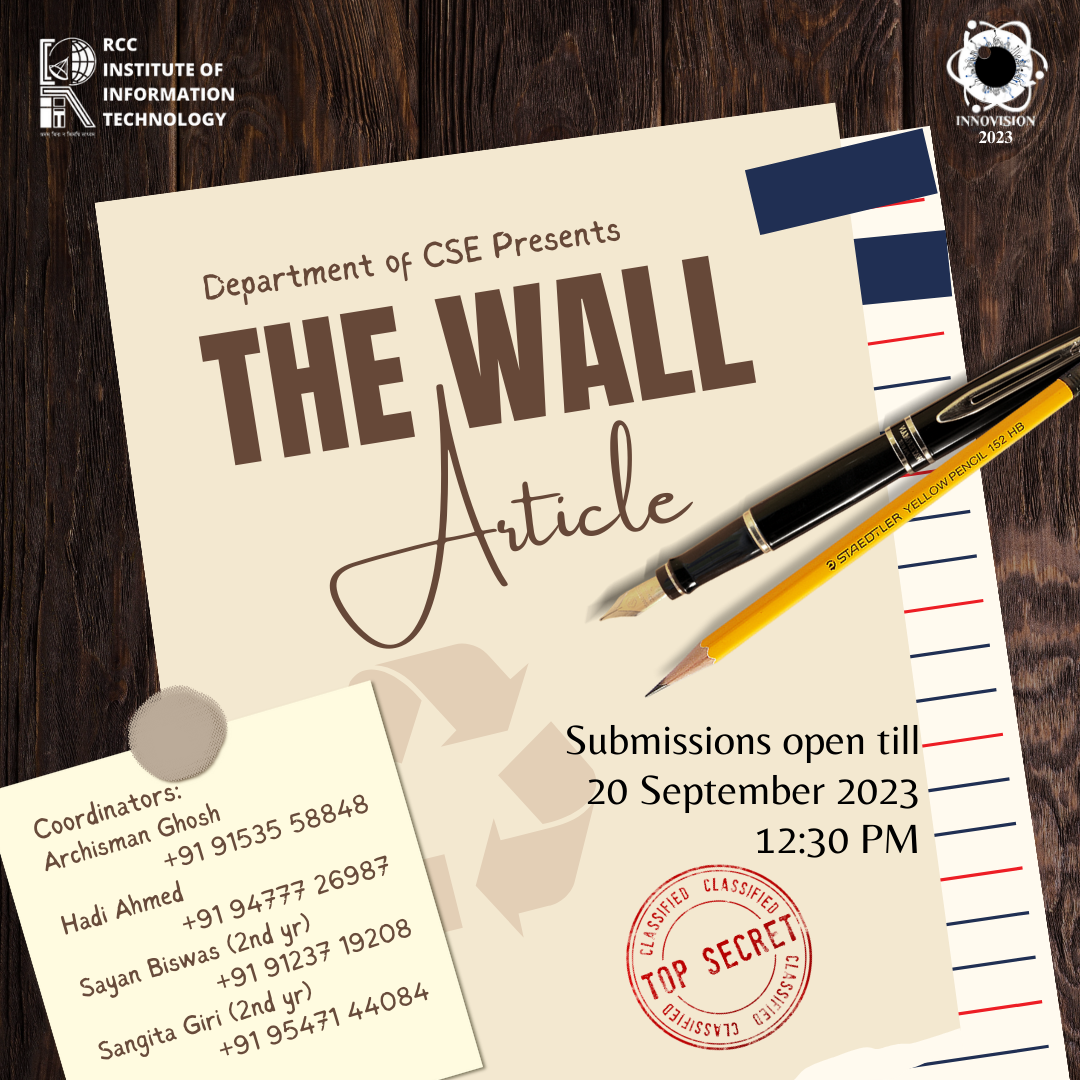 RCC
INSTITUTE OF
INFORMATION
TECHNOLOGY
INNOVISION
2023
Department of CSE Presents
THE WALL
Article
STAEDTLER YELLOW PENCIL 152 HB
Submissions open till
20 September 2023
12:30 PM
Coordinators:
Archisman Ghosh
+91 91535 58848
Hadi Ahmed
+91 94777 26987
Sayan Biswas (2nd yr)
+91 91237 19208
Sangita Giri (2nd yr)
+91 95471 44084
CLASSIFIED CLASSIFIED
TOP SECRET
CLASSIFIED CLASSIFIED CLASSIFIED